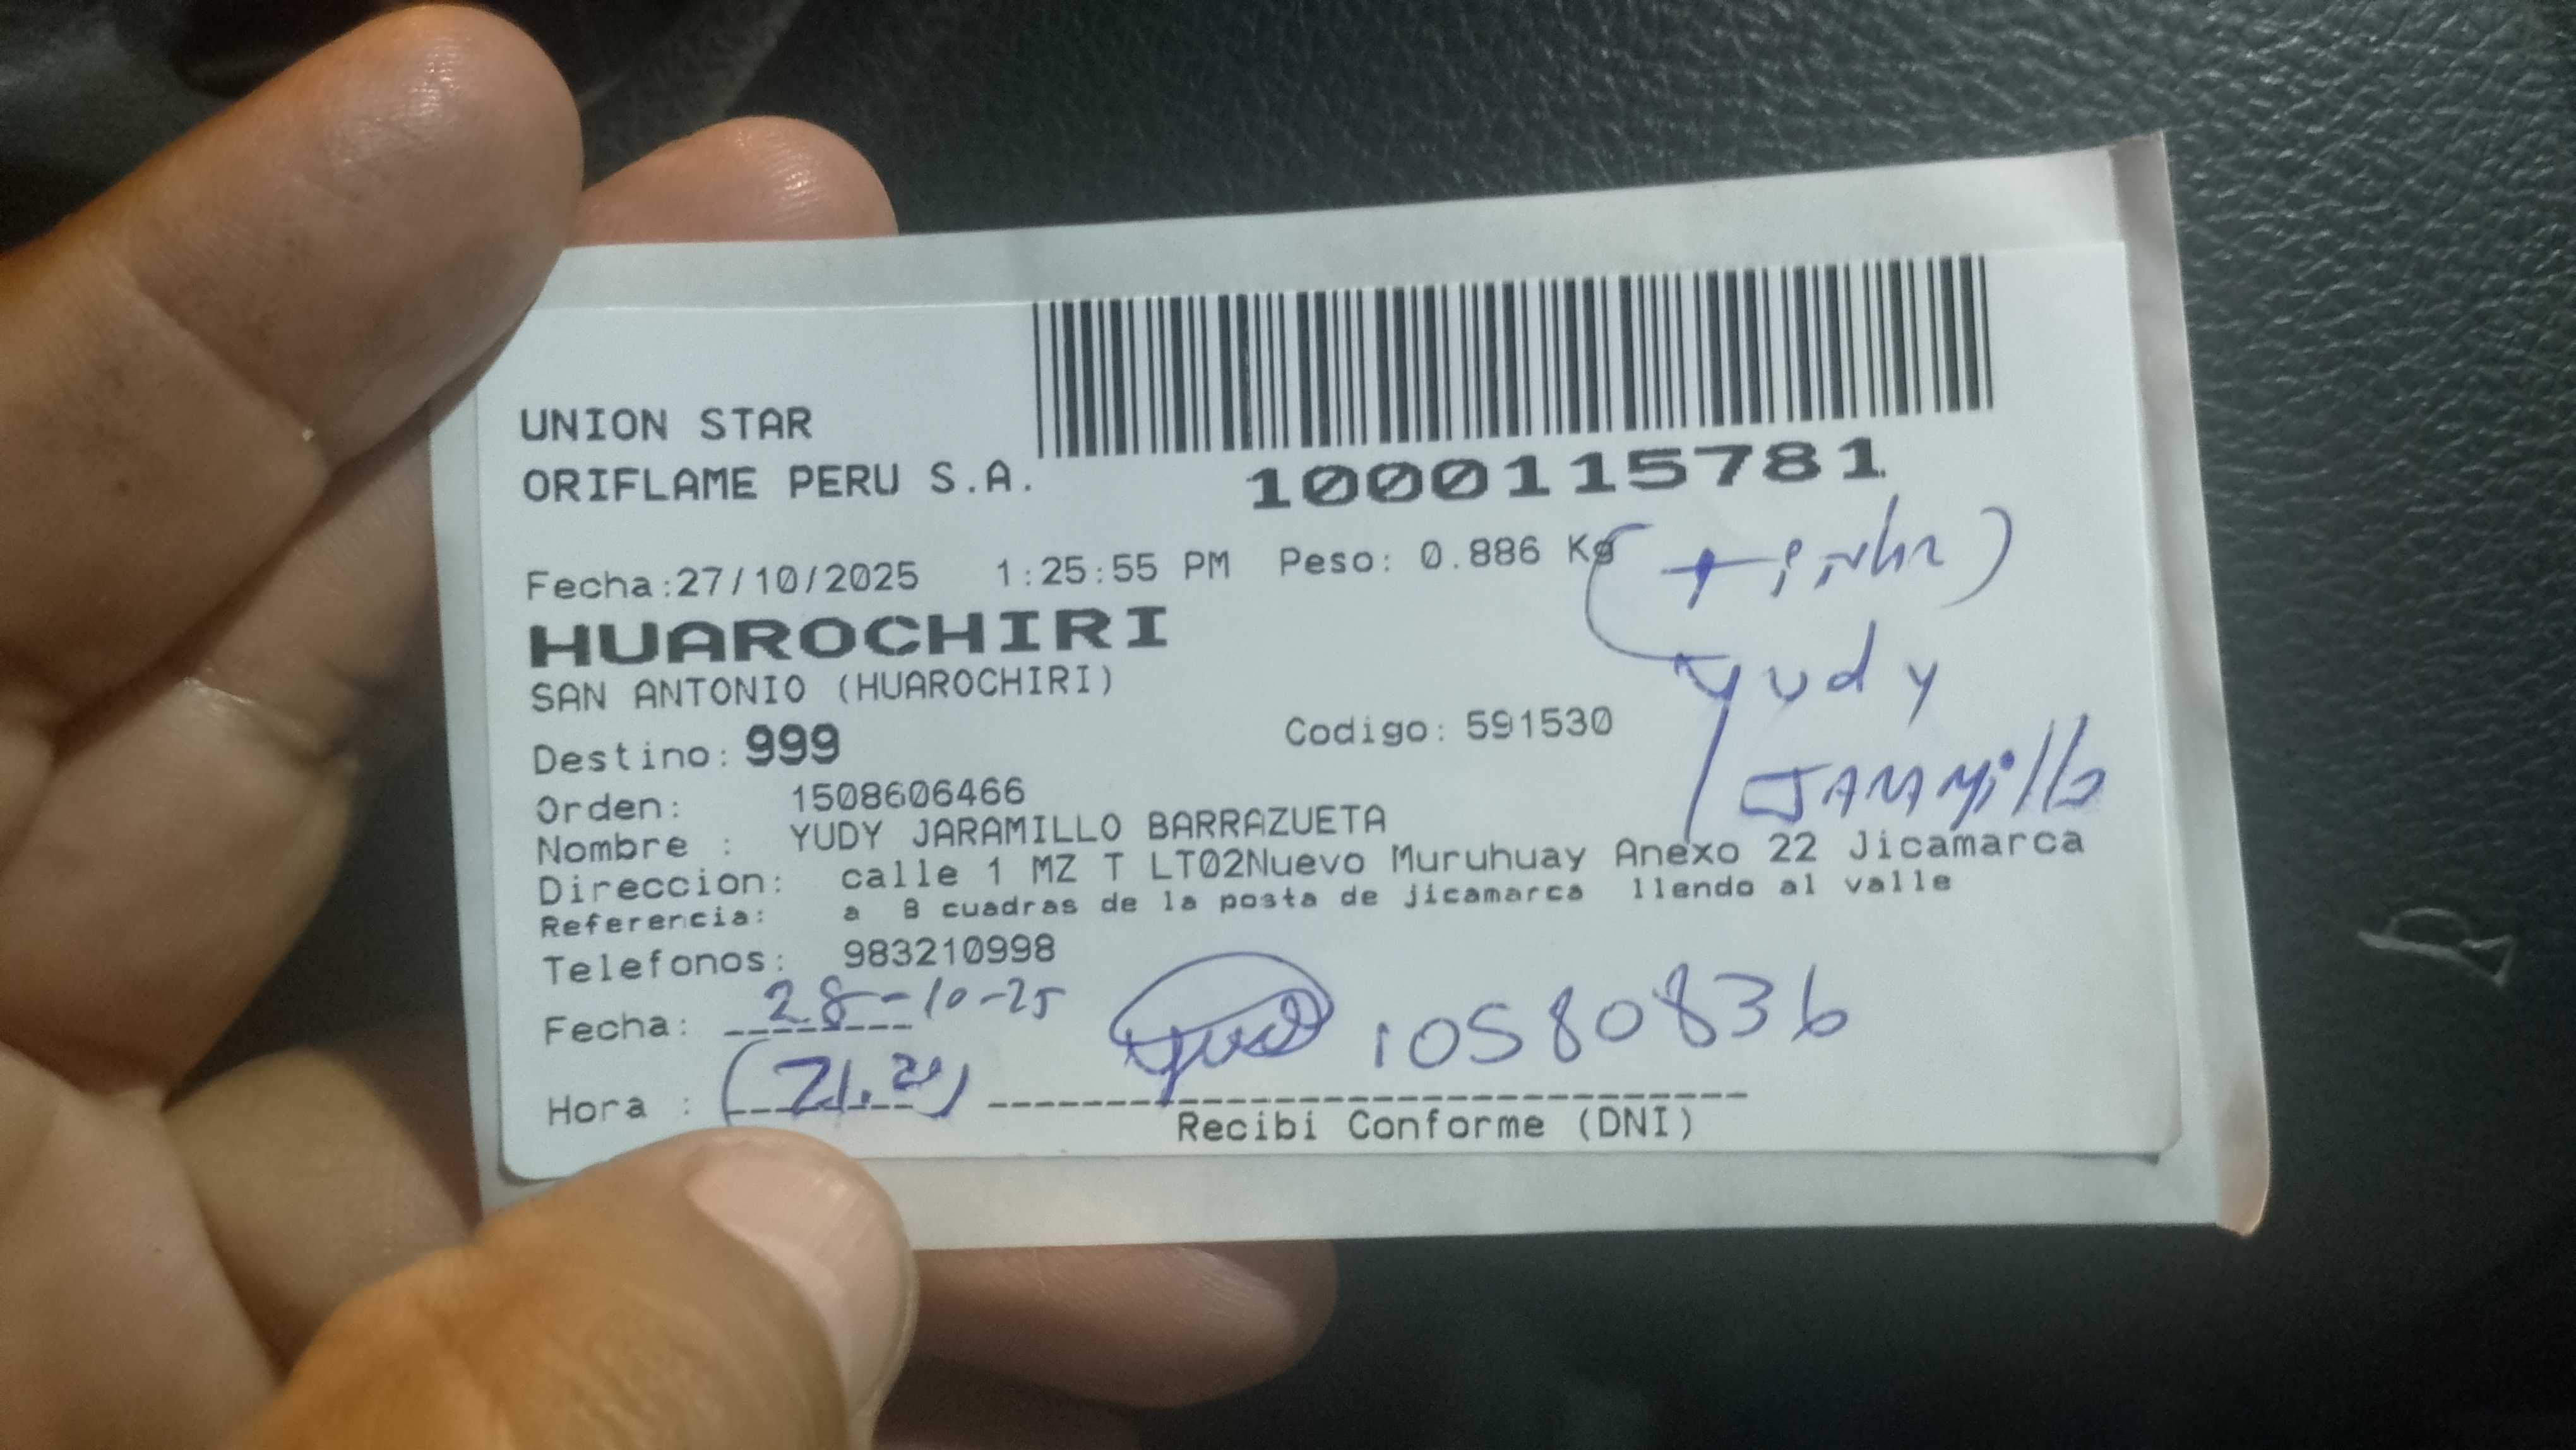 UNION STAR
ORIFLAME PERU S.A.
1000115781
Fecha:27/10/2025 1:25:55 PM Peso: 0.886 Kg
HUAROCHIRI
SAN ANTONIO (HUAROCHIRI)
Yudy
Jaramillo
Destino: 999 Codigo: 591530
Orden: 1508606466
Nombre : YUDY JARAMILLO BARRAZUETA
Direccion: calle 1 MZ T LT02Nuevo Muruhuay Anexo 22 Jicamarca
Referencia: a 8 cuadras de la posta de jicamarca llendo al valle
Telefonos: 983210998
Fecha: 28-10-25
10580836
Hora :
Recibi Conforme (DNI)